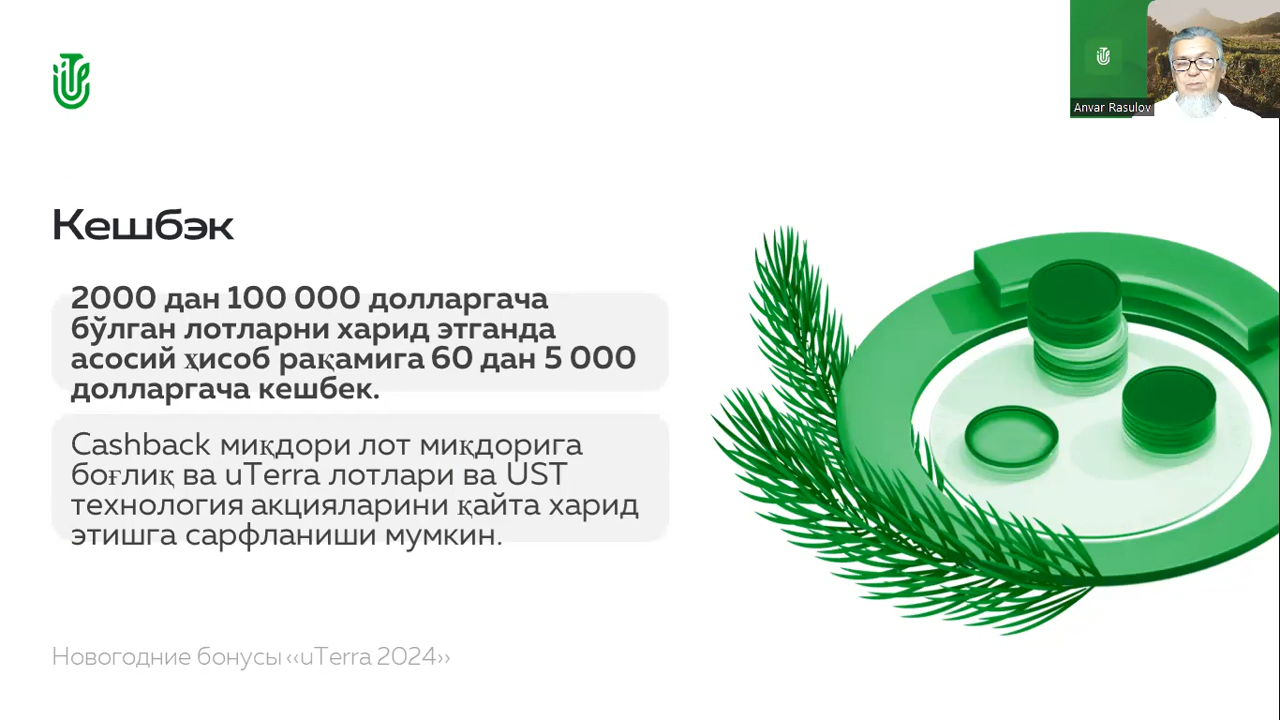 Anvar Rasulov
Кешбэк
2000 дан 100 000 долларгача
бўлган лотларни харид этганда
асосий ҳисоб рақамига 60 дан 5 000
долларгача кешбек.
Cashback миқдори лот миқдорига
боғлиқ ва uTerra лотлари ва UST
технология акцияларини қайта харид
этишга сарфланиши мумкин.
Новогодние бонусы ‹‹uTerra 2024››